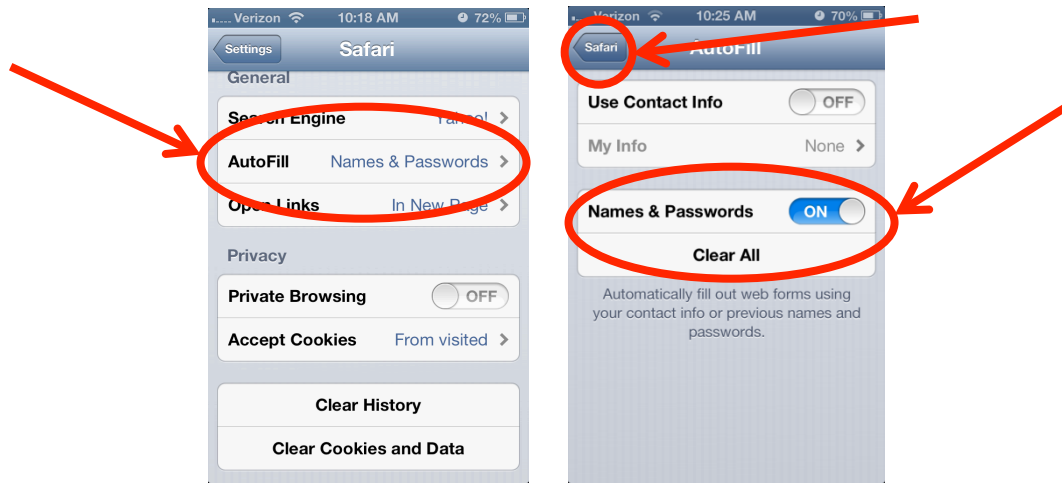 Verizon 10:18 AM 72%
Settings Safari
General
Search Engine Yahoo!
AutoFill Names & Passwords
Open Links In New Page
Privacy
Private Browsing OFF
Accept Cookies From visited
Clear History
Clear Cookies and Data
Verizon 10:25 AM 70%
Safari AutoFill
Use Contact Info OFF
My Info None
Names & Passwords ON
Clear All
Automatically fill out web forms using
your contact info or previous names and
passwords.